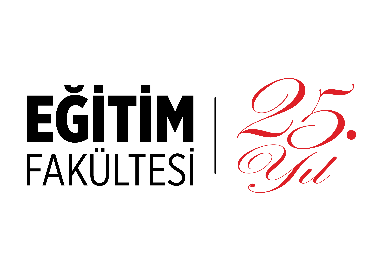 EĞİTİM
FAKÜLTESİ
25.
Yıl